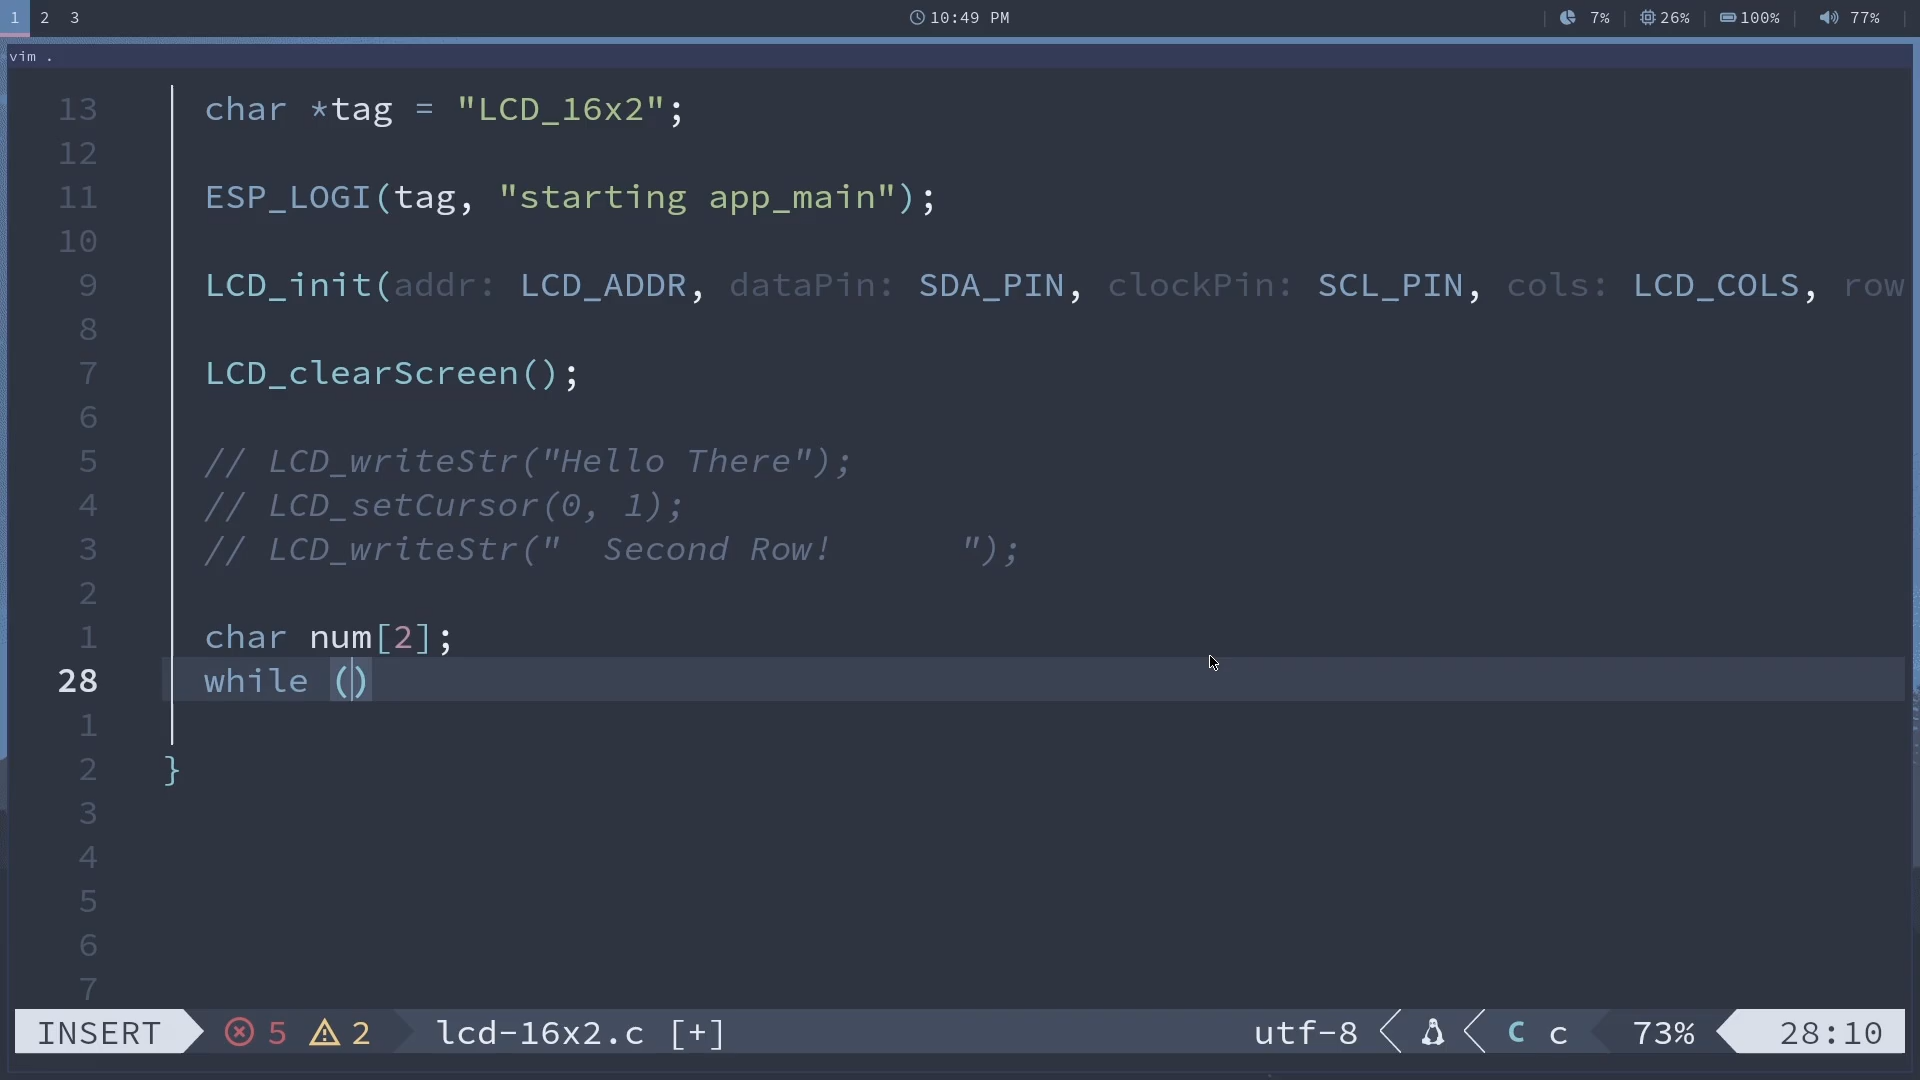 1 2 3 10:49 PM 7% 26% 100% 77%
vim .
13 char *tag = "LCD_16x2";
12
11 ESP_LOGI(tag, "starting app_main");
10
9 LCD_init(addr: LCD_ADDR, dataPin: SDA_PIN, clockPin: SCL_PIN, cols: LCD_COLS, row
8
7 LCD_clearScreen();
6
5 // LCD_writeStr("Hello There");
4 // LCD_setCursor(0, 1);
3 // LCD_writeStr("  Second Row!      ");
2
1 char num[2];
28 while ()
1
2 }
3
4
5
6
7
INSERT 5 2 lcd-16x2.c [+] utf-8 C c 73% 28:10